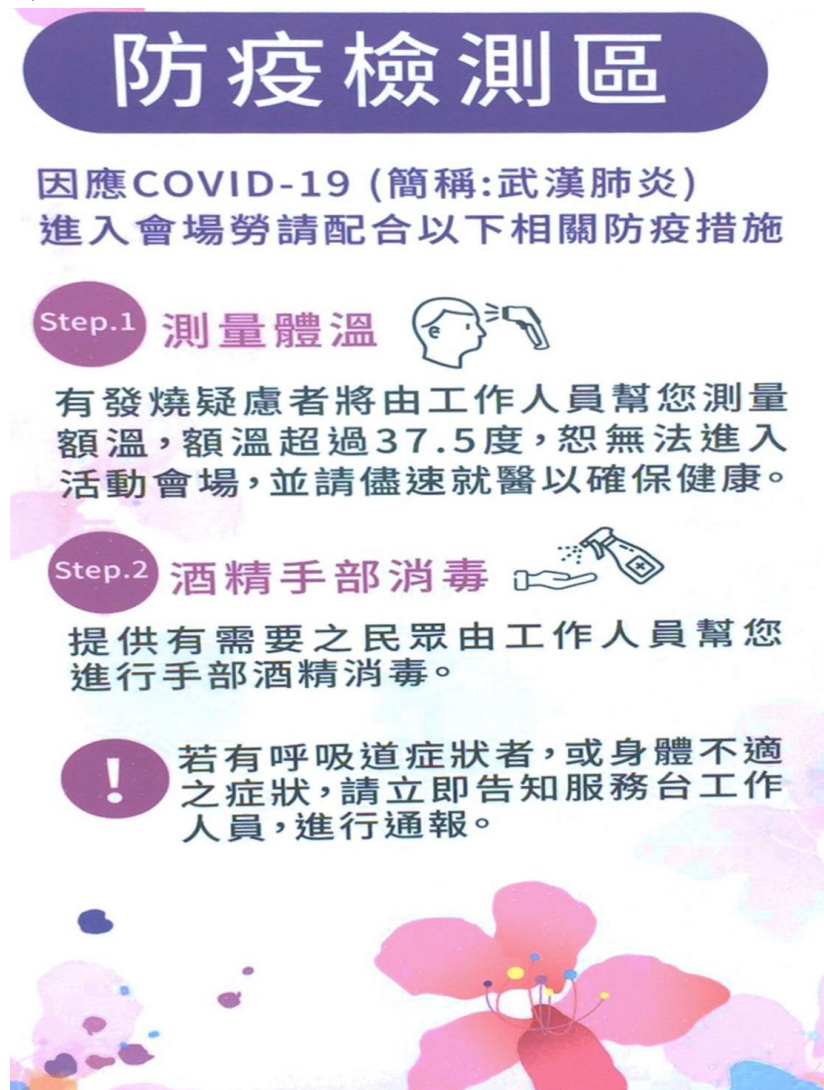 防疫檢測區
因應COVID-19 (簡稱:武漢肺炎)
進入會場勞請配合以下相關防疫措施
Step.1 測量體溫
有發燒疑慮者將由工作人員幫您測量
額溫，額溫超過37.5度，恕無法進入
活動會場，並請儘速就醫以確保健康。
Step.2 酒精手部消毒
提供有需要之民眾由工作人員幫您
進行手部酒精消毒。
!
若有呼吸道症狀者，或身體不適
之症狀，請立即告知服務台工作
人員，進行通報。